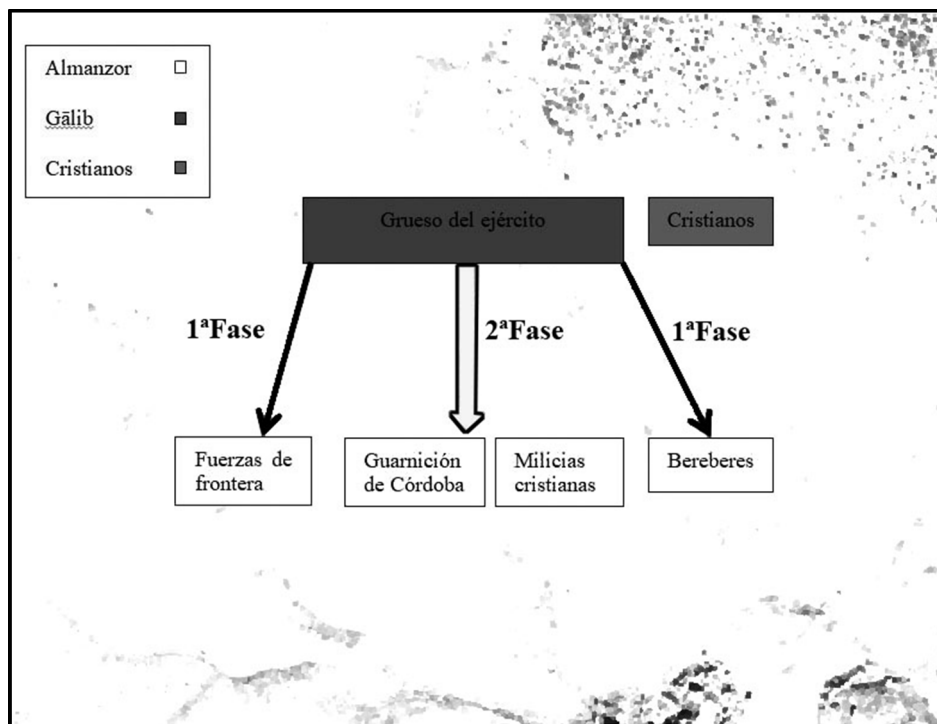 Almanzor
Gālib
Cristianos
Grueso del ejército
Cristianos
1ªFase
2ªFase
1ªFase
Fuerzas de
frontera
Guarnición
de Córdoba
Milicias
cristianas
Bereberes